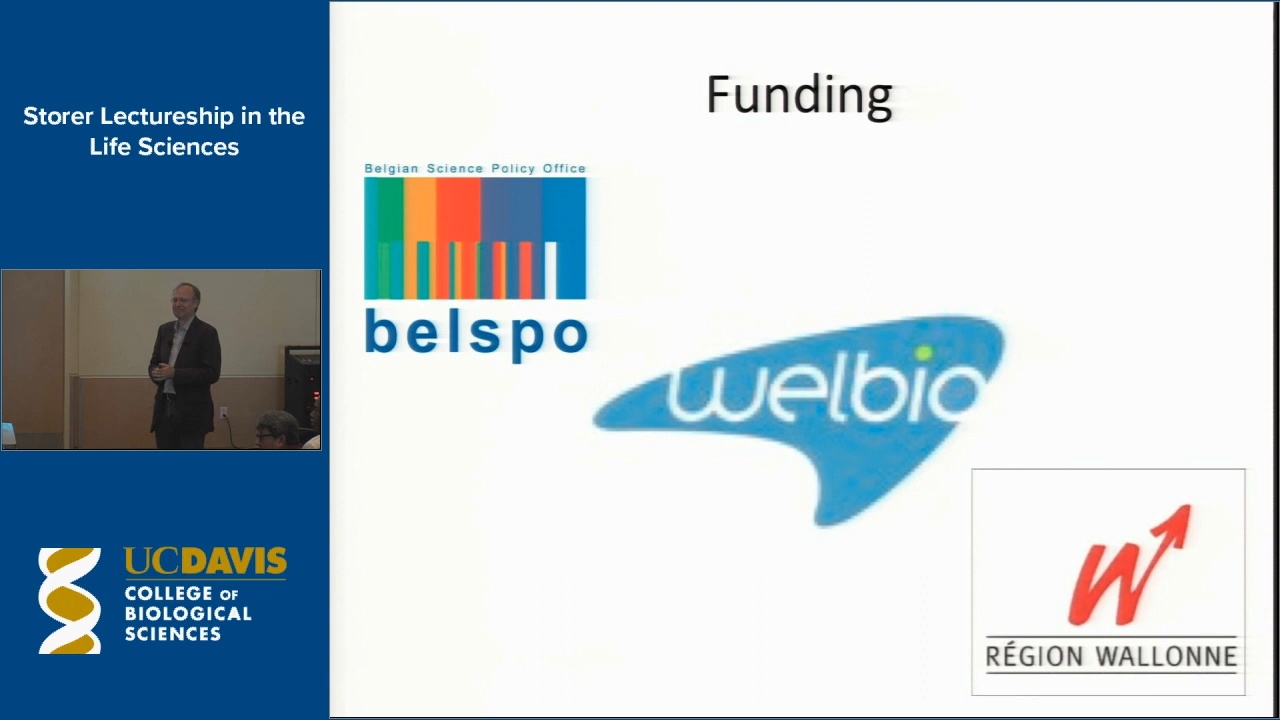 Storer Lectureship in the
Life Sciences
UCDAVIS
COLLEGE OF
BIOLOGICAL
SCIENCES
Funding
Belgian Science Policy Office
belspo
welbio
W
RÉGION WALLONNE